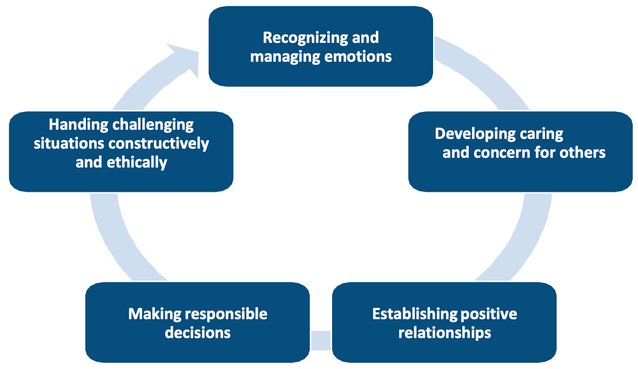 Recognizing and
managing emotions
Developing caring
and concern for others
Establishing positive
relationships
Making responsible
decisions
Handing challenging
situations constructively
and ethically